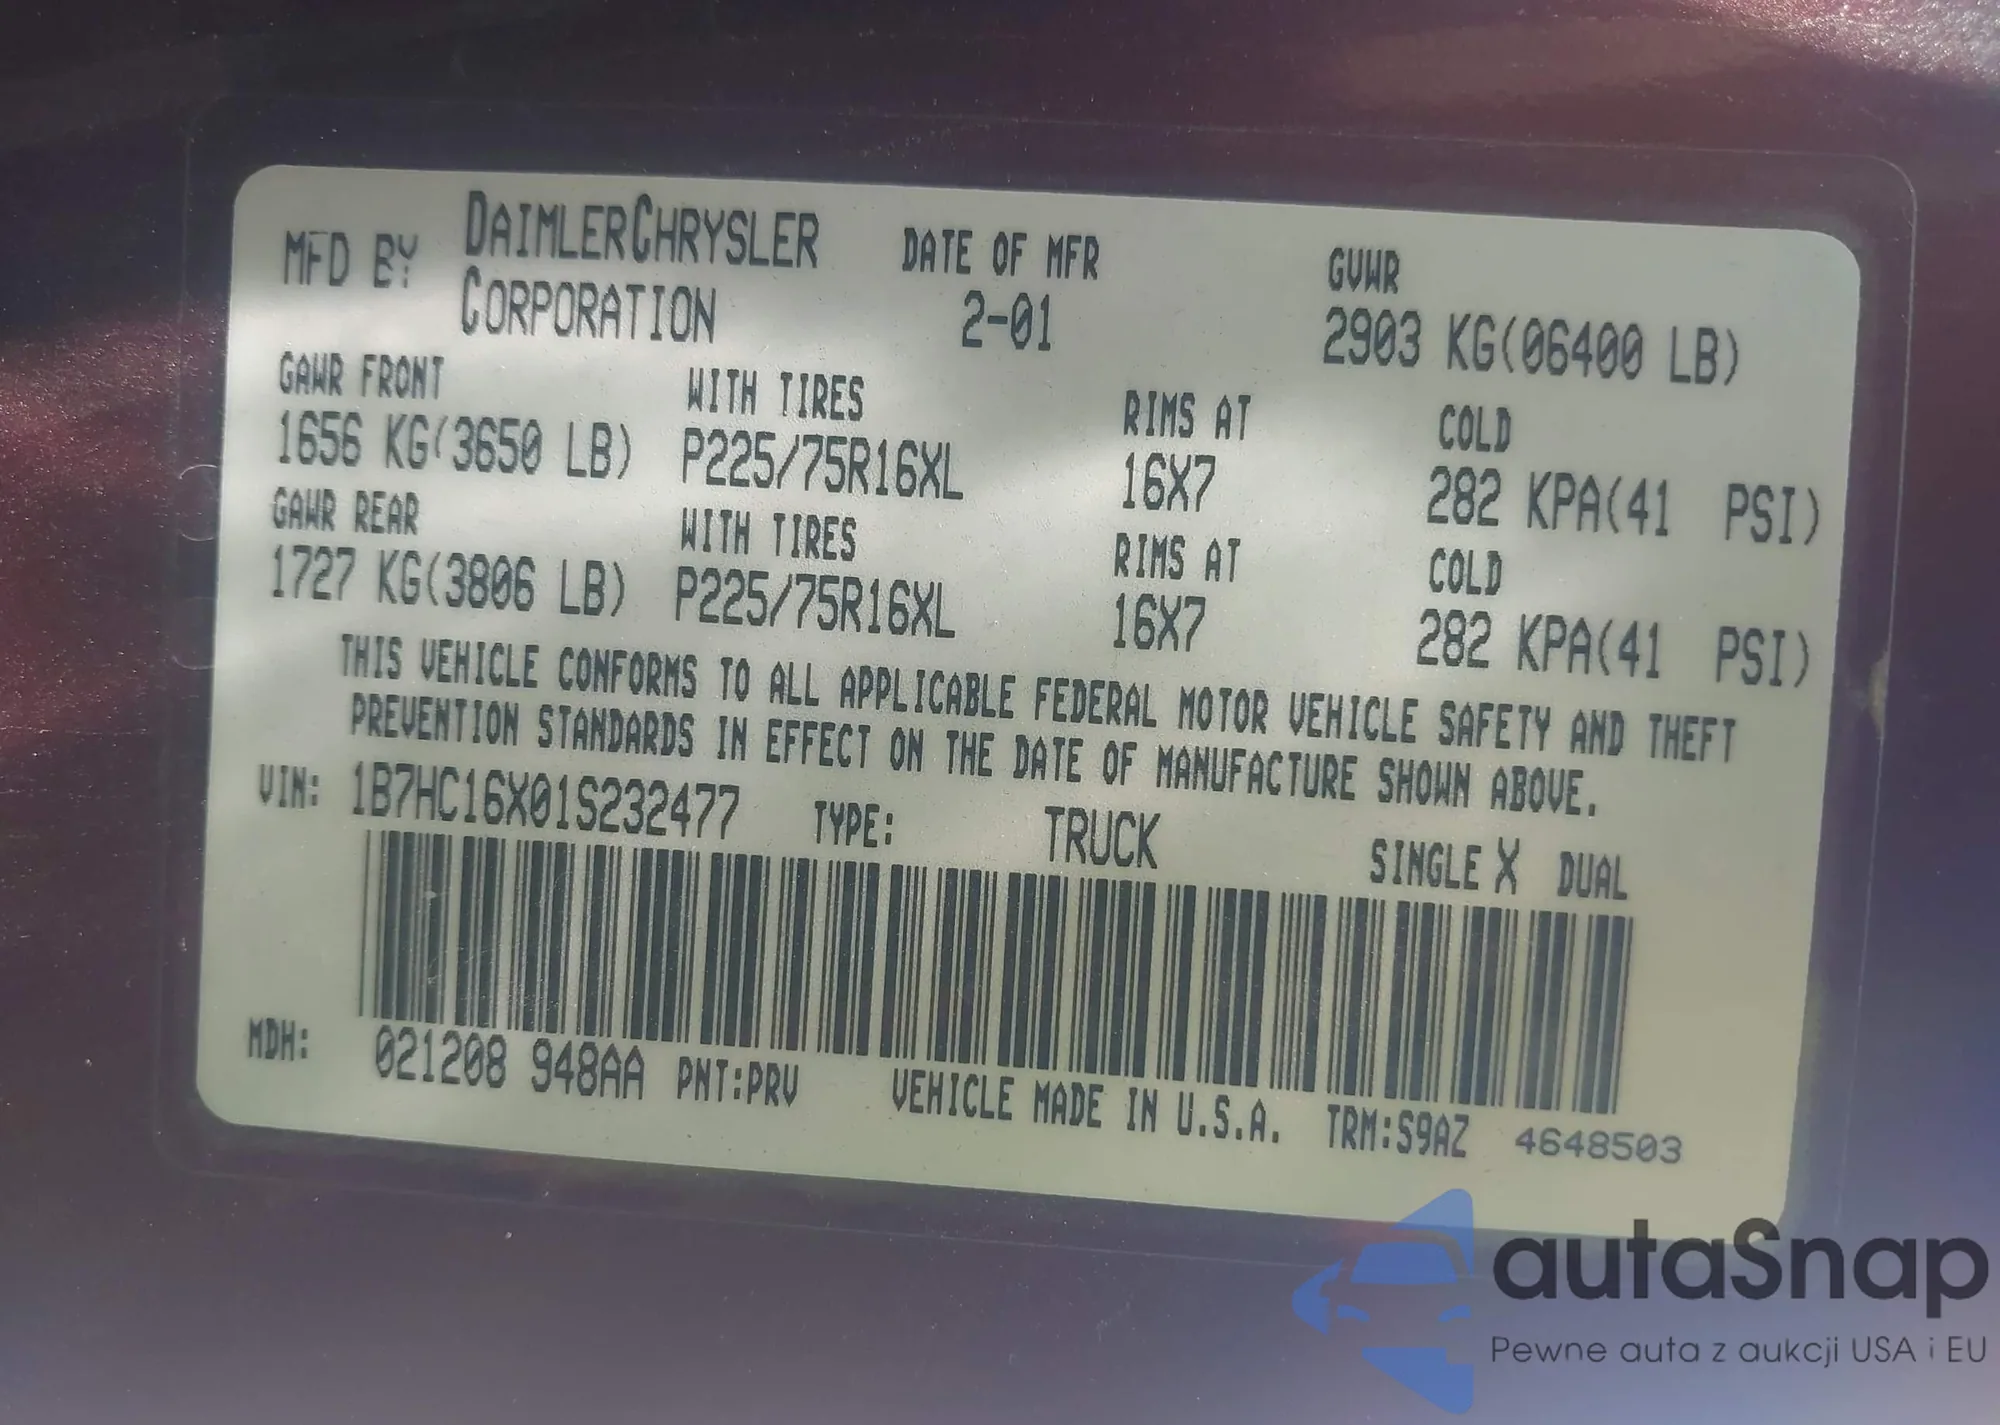 MFD BY DAIMLERCHRYSLER CORPORATION DATE OF MFR 2-01 GVWR 2903 KG(06400 LB)
GAWR FRONT WITH TIRES RIMS AT COLD
1656 KG(3650 LB) P225/75R16XL 16X7 282 KPA(41 PSI)
GAWR REAR WITH TIRES RIMS AT COLD
1727 KG(3806 LB) P225/75R16XL 16X7 282 KPA(41 PSI)
THIS VEHICLE CONFORMS TO ALL APPLICABLE FEDERAL MOTOR VEHICLE SAFETY AND THEFT
PREVENTION STANDARDS IN EFFECT ON THE DATE OF MANUFACTURE SHOWN ABOVE.
VIN: 1B7HC16X01S232477 TYPE: TRUCK SINGLE X DUAL
MDH: 021208 948AA PNT:PRV VEHICLE MADE IN U.S.A. TRM:S9AZ 4648503
autaSnap
Pewne auta z aukcji USA i EU